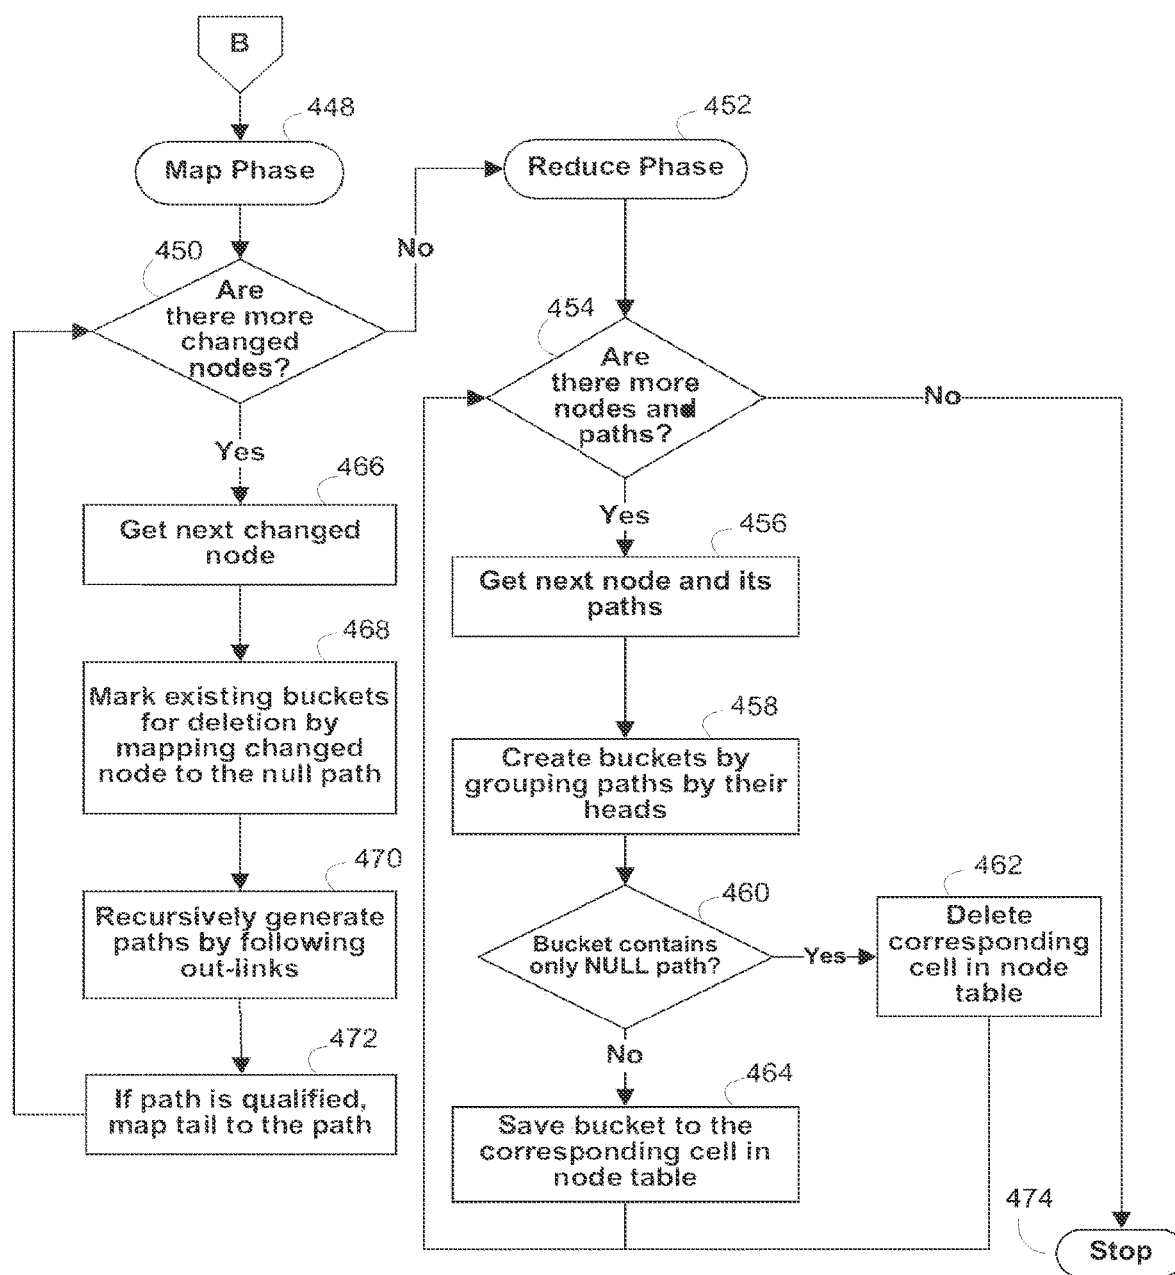 B
448
Map Phase
450
Are
there more
changed
nodes?
No
Yes
466
Get next changed
node
468
Mark existing buckets
for deletion by
mapping changed
node to the null path
470
Recursively generate
paths by following
out-links
472
If path is qualified,
map tail to the path
452
Reduce Phase
454
Are
there more
nodes and
paths?
No
Yes
456
Get next node and its
paths
458
Create buckets by
grouping paths by their
heads
460
Bucket contains
only NULL path?
Yes
462
Delete
corresponding
cell in node
table
No
464
Save bucket to the
corresponding cell in
node table
474
Stop